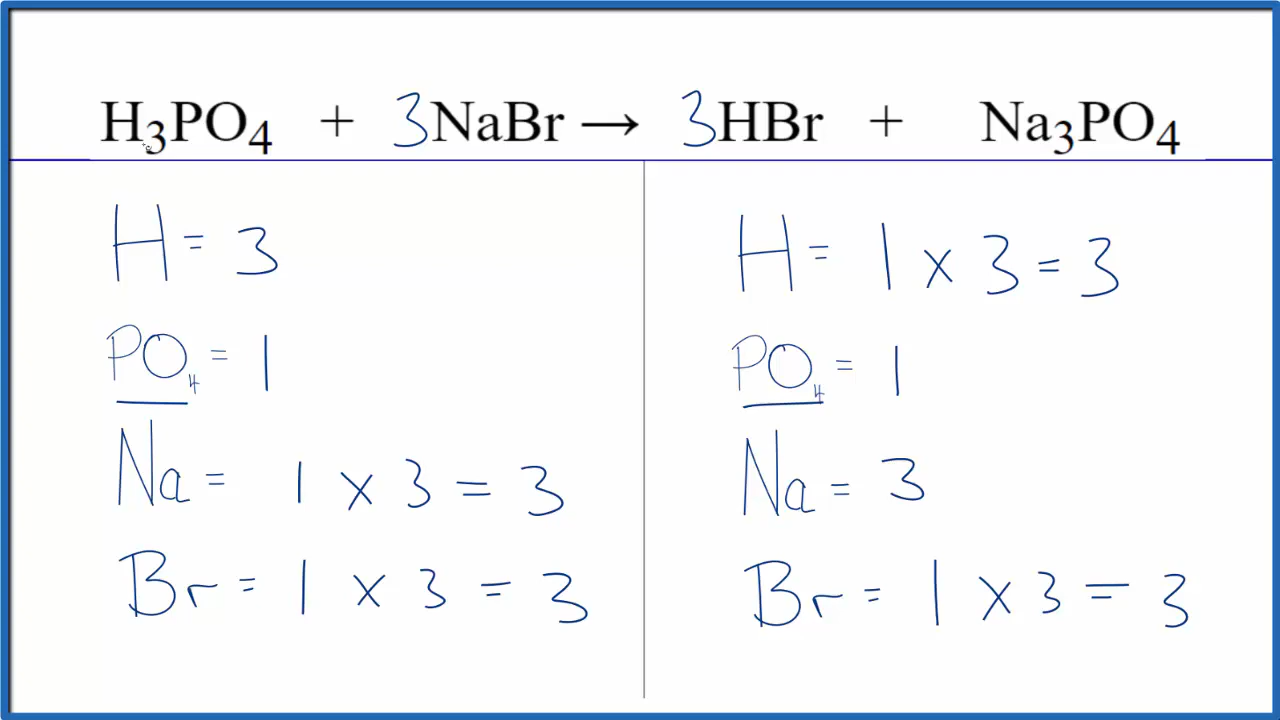 H₃PO₄ + 3NaBr → 3HBr + Na₃PO₄
H = 3
PO₄ = 1
Na = 1 x 3 = 3
Br = 1 x 3 = 3
H = 1 x 3 = 3
PO₄ = 1
Na = 3
Br = 1 x 3 = 3